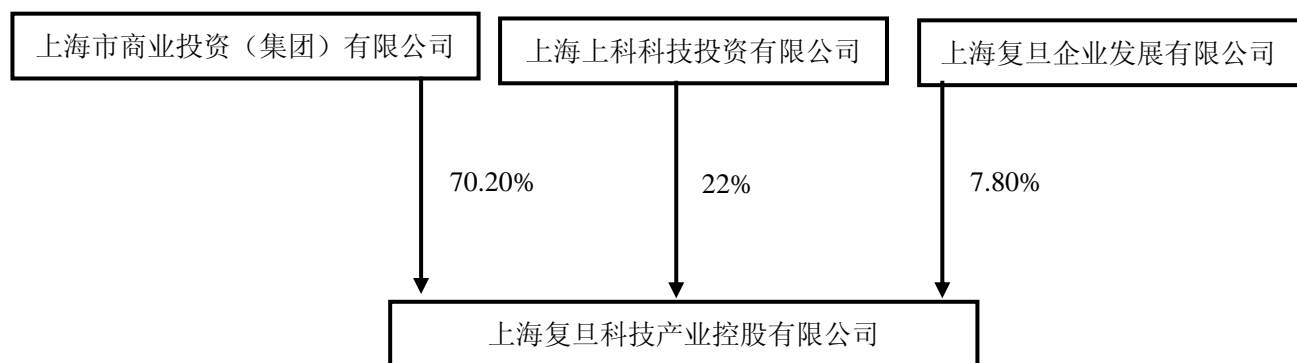 上海市商业投资（集团）有限公司
上海上科科技投资有限公司
上海复旦企业发展有限公司
70.20%
22%
7.80%
上海复旦科技产业控股有限公司